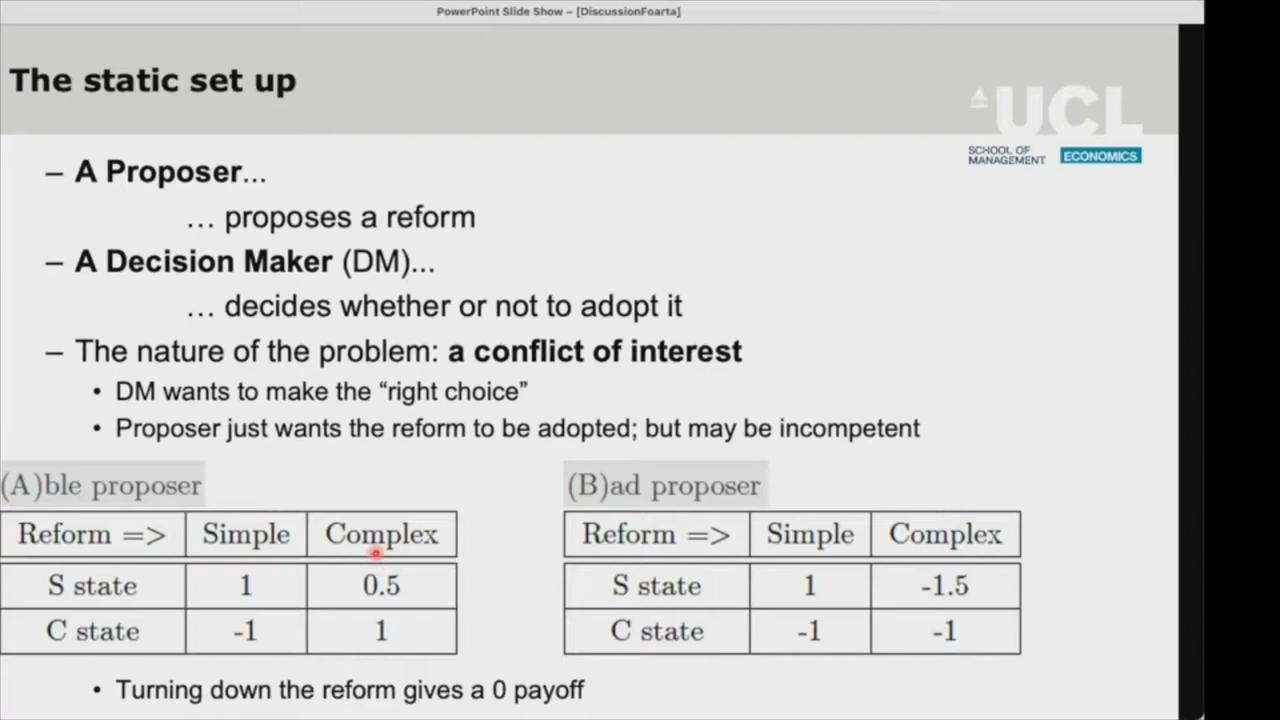 PowerPoint Slide Show – [DiscussionFoarta]
The static set up
UCL
SCHOOL OF MANAGEMENT
ECONOMICS
– A Proposer...
… proposes a reform
– A Decision Maker (DM)...
… decides whether or not to adopt it
– The nature of the problem: a conflict of interest
• DM wants to make the “right choice”
• Proposer just wants the reform to be adopted; but may be incompetent
(A)ble proposer
Reform => Simple Complex
S state 1 0.5
C state -1 1
(B)ad proposer
Reform => Simple Complex
S state 1 -1.5
C state -1 -1
• Turning down the reform gives a 0 payoff